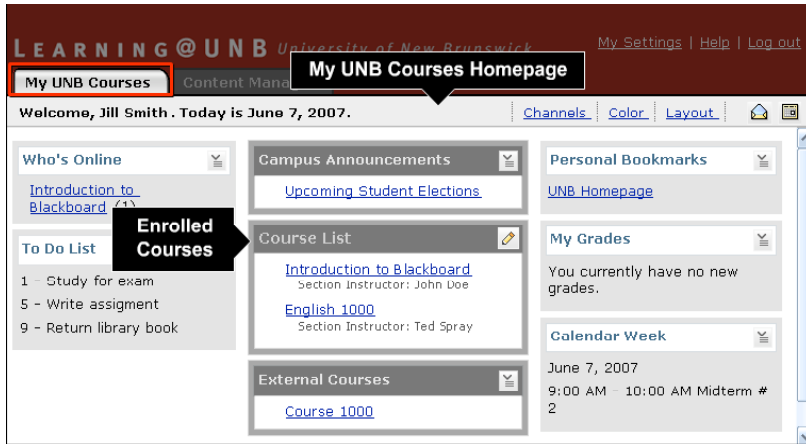 LEARNING@UNB University of New Brunswick
My Settings | Help | Log out
My UNB Courses Homepage
My UNB Courses
Content Mana
Welcome, Jill Smith. Today is June 7, 2007.
Channels Color Layout
Who's Online
Introduction to
Blackboard (1)
To Do List
1 - Study for exam
5 - Write assigment
9 - Return library book
Enrolled
Courses
Campus Announcements
Upcoming Student Elections
Course List
Introduction to Blackboard
Section Instructor: John Doe
English 1000
Section Instructor: Ted Spray
External Courses
Course 1000
Personal Bookmarks
UNB Homepage
My Grades
You currently have no new
grades.
Calendar Week
June 7, 2007
9:00 AM - 10:00 AM Midterm #
2